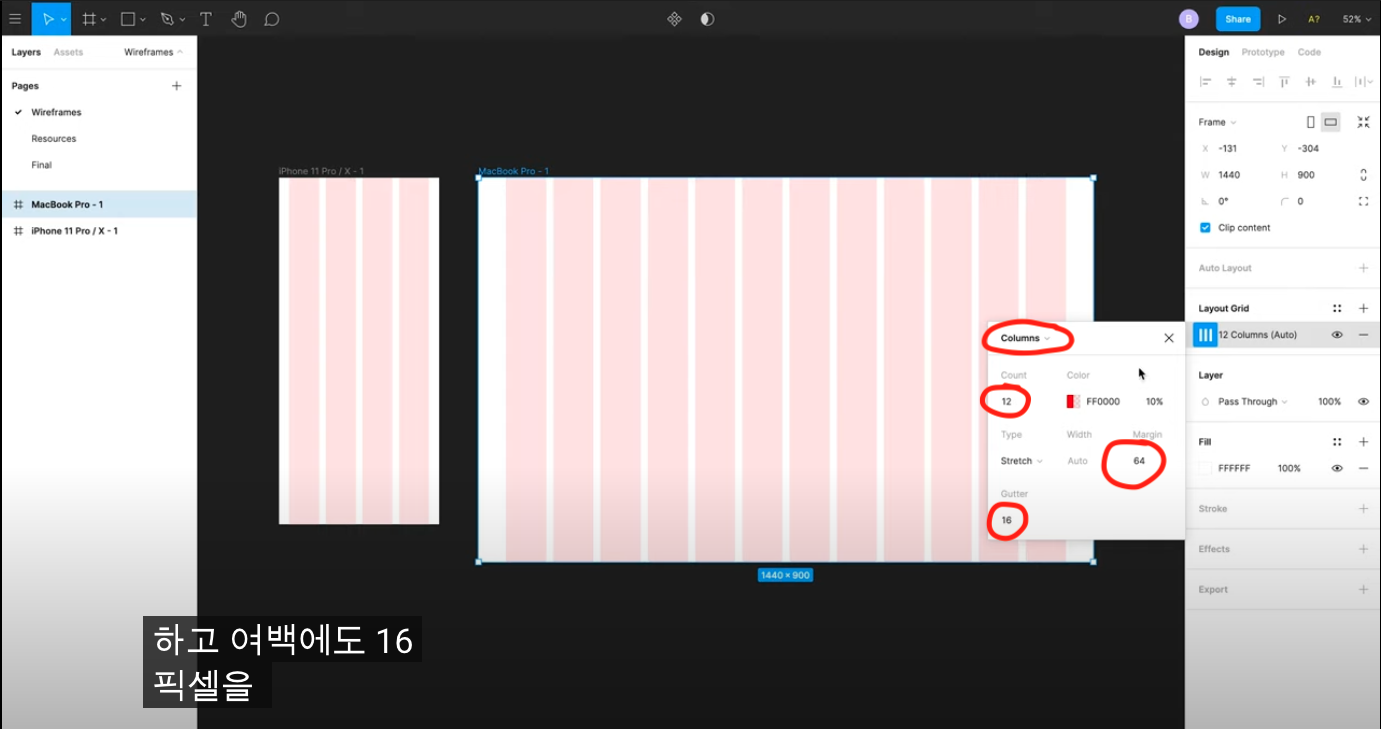 T
B
Share
A?
52%
Layers
Assets
Wireframes
Pages
Wireframes
Resources
Final
MacBook Pro - 1
iPhone 11 Pro / X - 1
iPhone 11 Pro / X - 1
MacBook Pro - 1
1440 × 900
Columns
Count
Color
12
FF0000
10%
Type
Width
Margin
Stretch
Auto
64
Gutter
16
Design
Prototype
Code
Frame
X -131
Y -304
W 1440
H 900
0°
0
Clip content
Auto Layout
Layout Grid
12 Columns (Auto)
Layer
Pass Through
100%
Fill
FFFFFF
100%
Stroke
Effects
Export
하고 여백에도 16
픽셀을